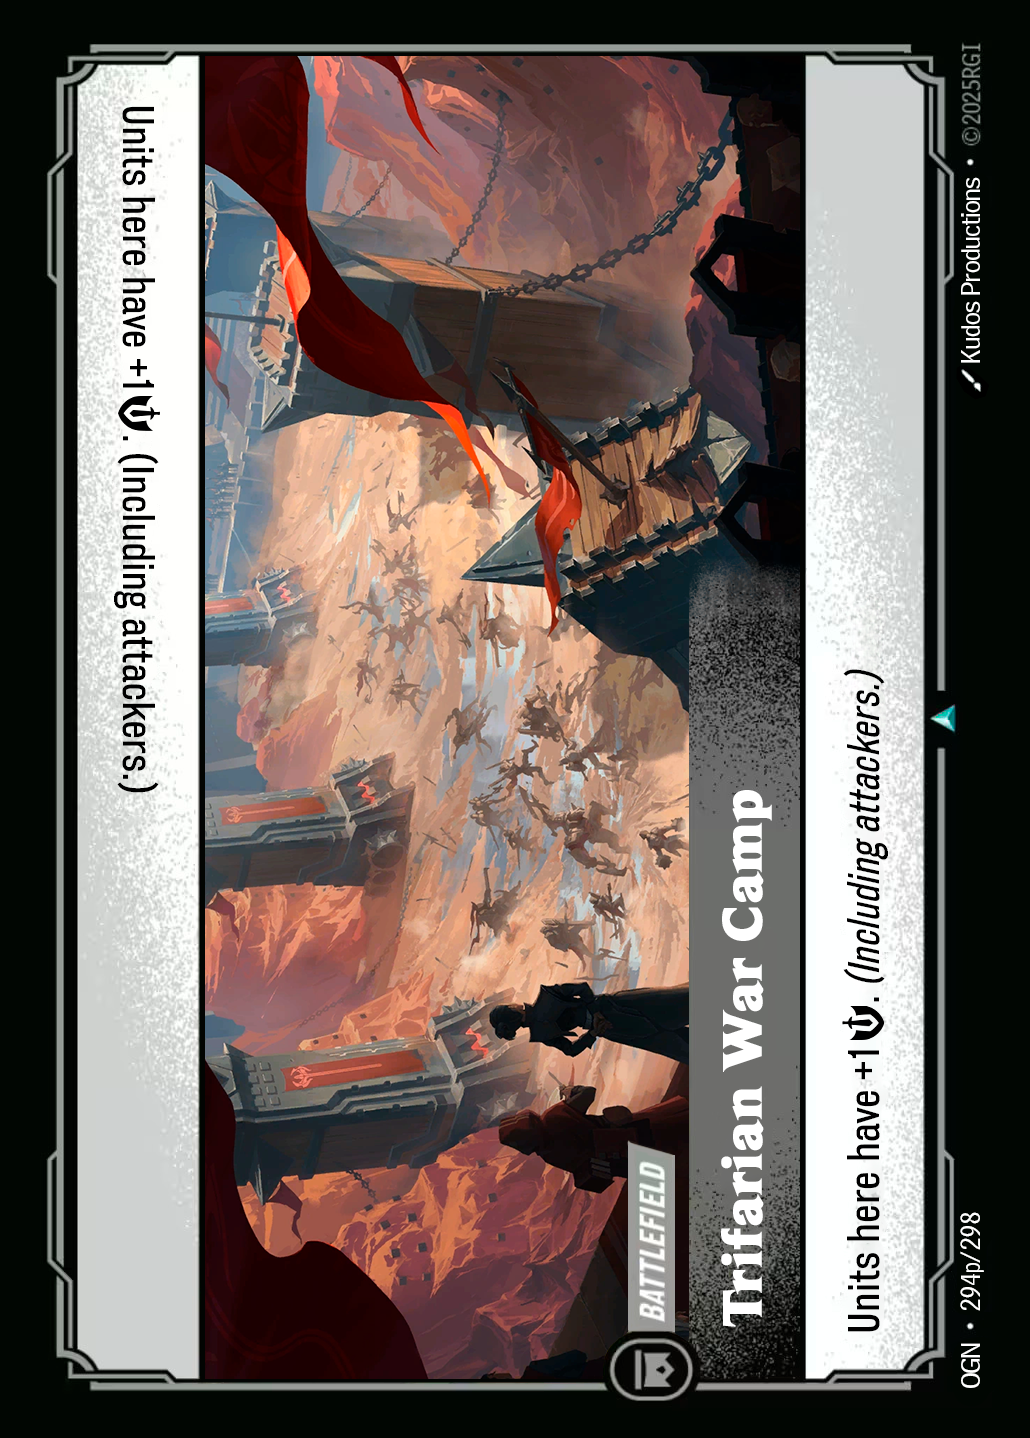 Units here have +1. (Including attackers.)
BATTLEFIELD
Trifarian War Camp
Units here have +1. (Including attackers.)
OGN • 294p/298
Kudos Productions • ©2025RGI